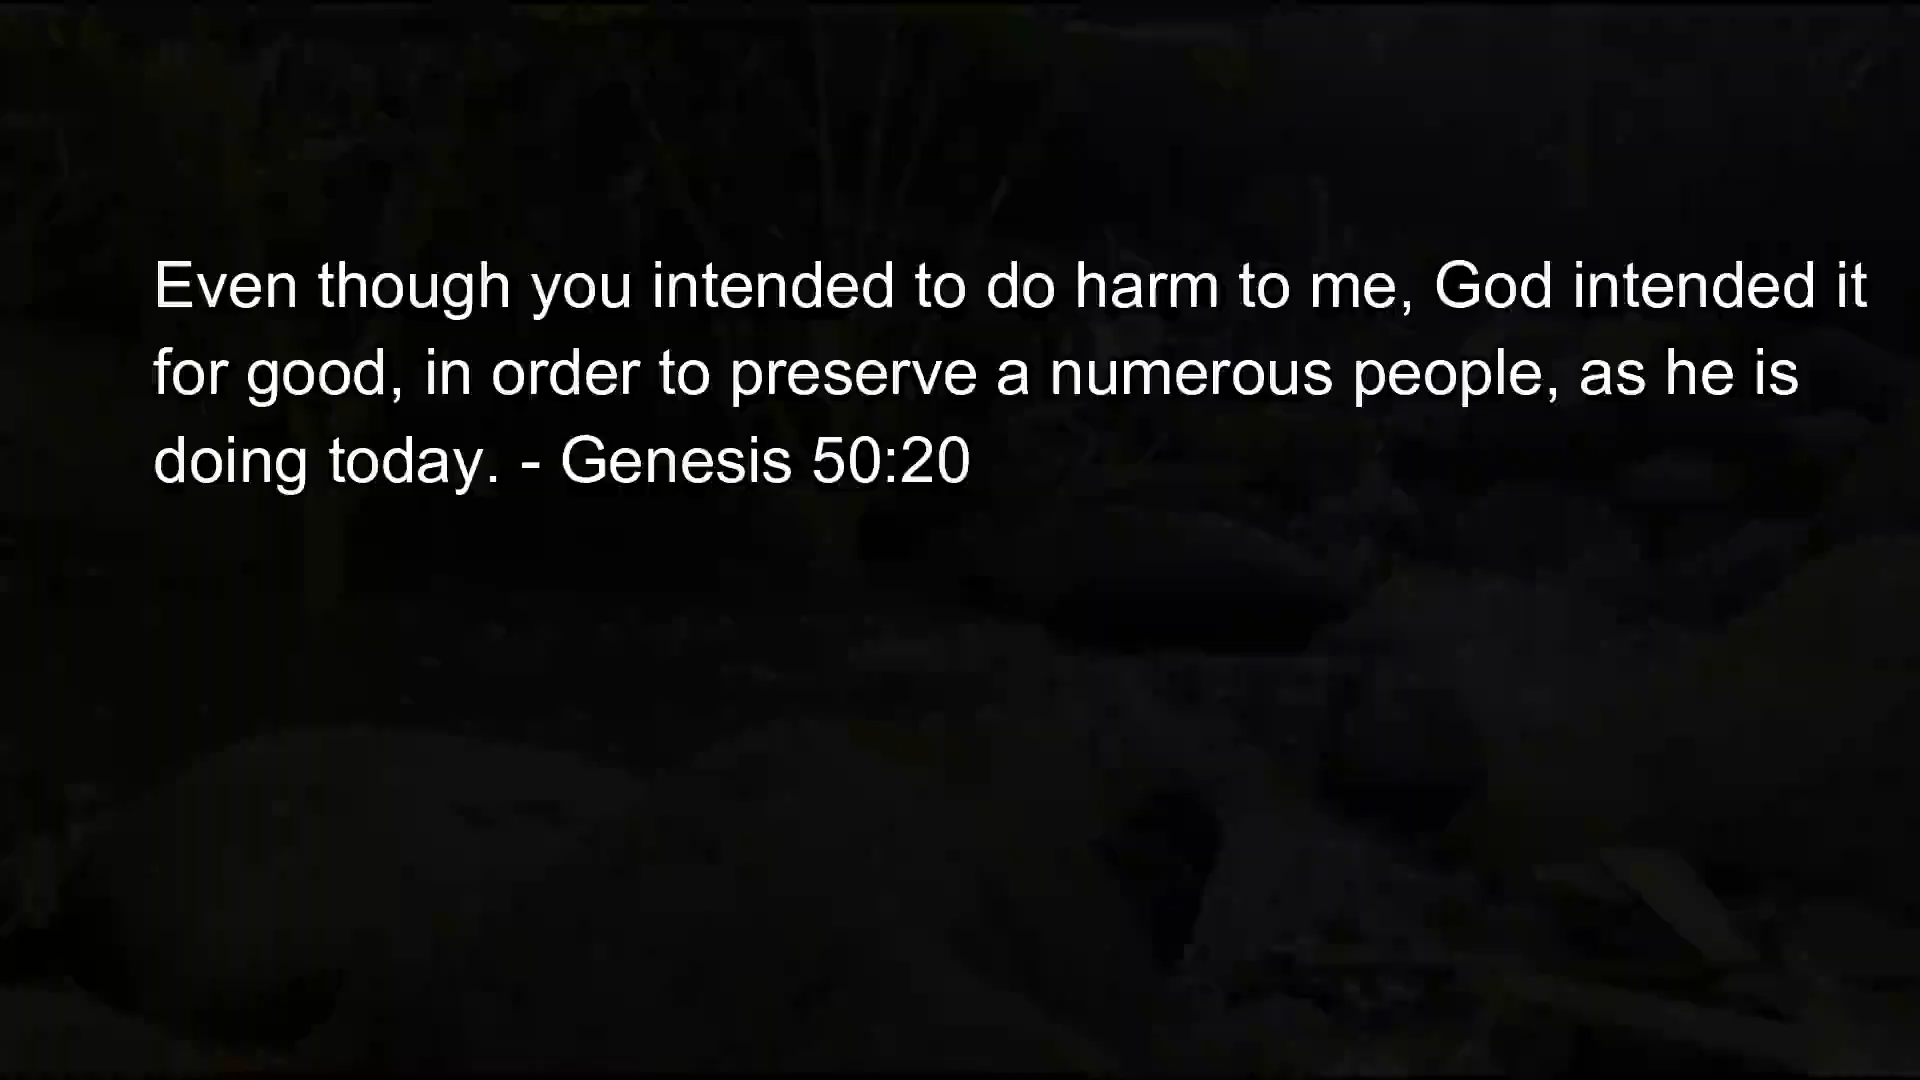 Even though you intended to do harm to me, God intended it
for good, in order to preserve a numerous people, as he is
doing today. - Genesis 50:20